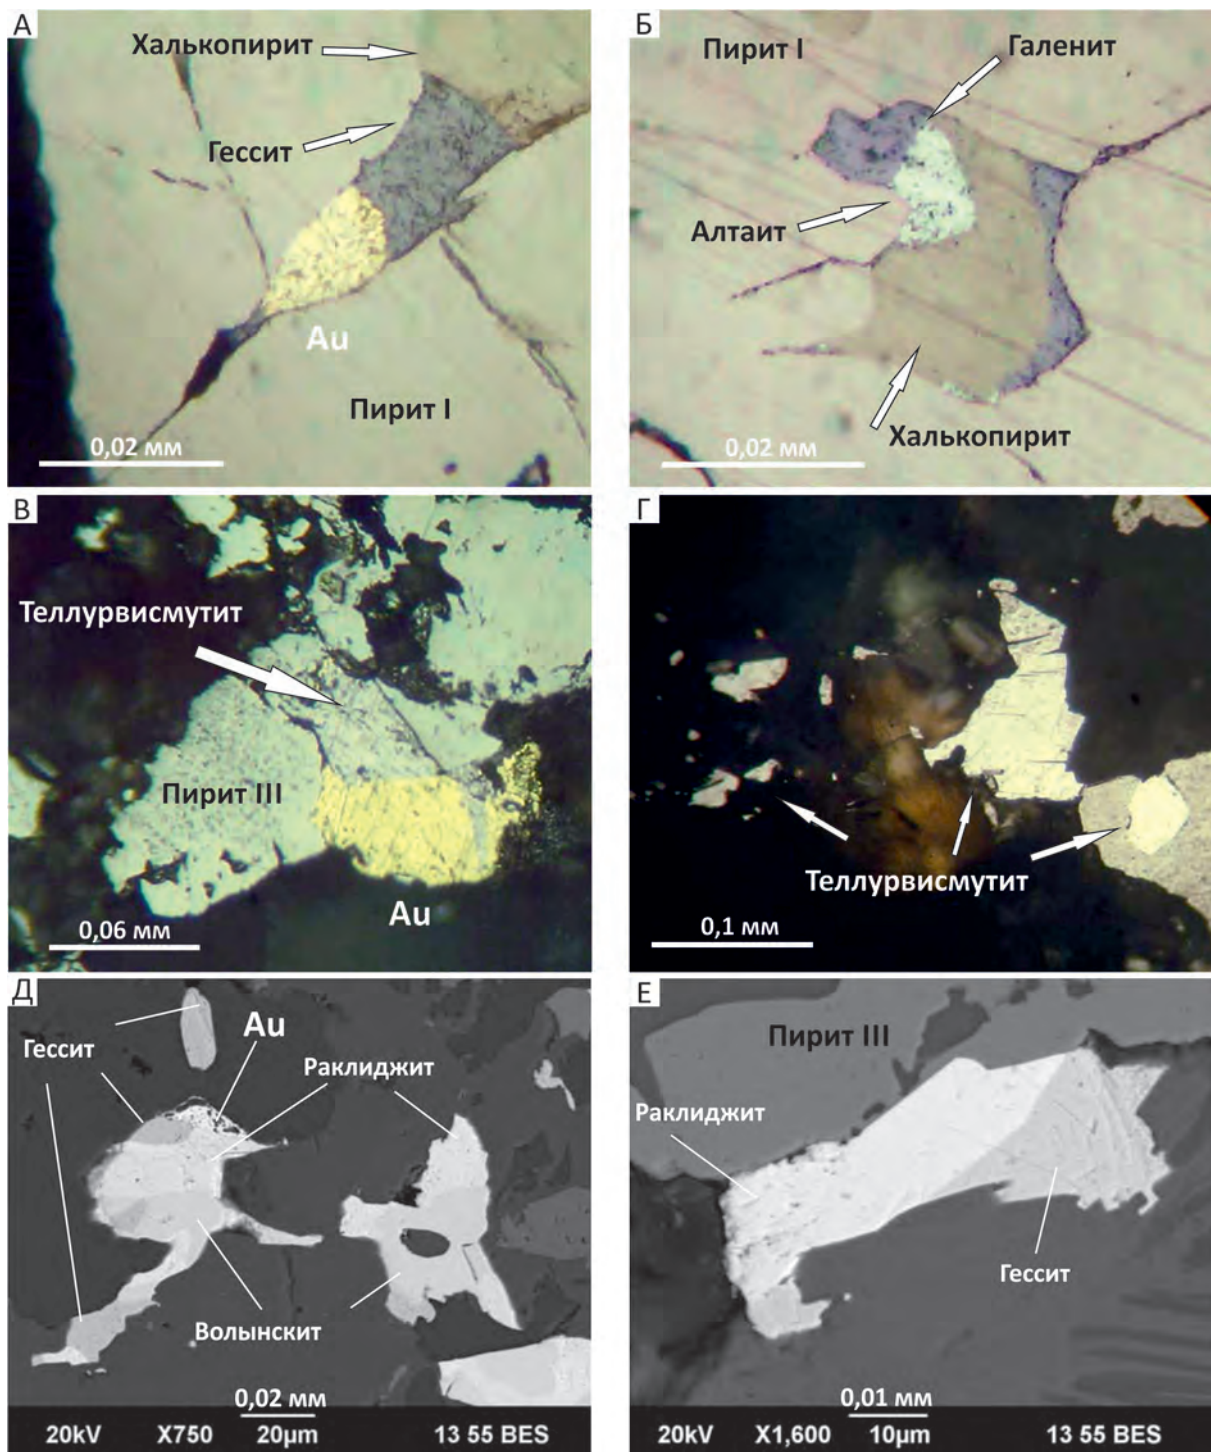 А
Халькопирит
Гессит
Au
Пирит I
0,02 мм
Б
Пирит I
Галенит
Алтаит
Халькопирит
0,02 мм
В
Теллурвисмутит
Пирит III
Au
0,06 мм
Г
Теллурвисмутит
0,1 мм
Д
Гессит
Au
Раклиджит
Волынскит
0,02 мм
20kV X750 20µm 13 55 BES
Е
Пирит III
Раклиджит
Гессит
0,01 мм
20kV X1,600 10µm 13 55 BES